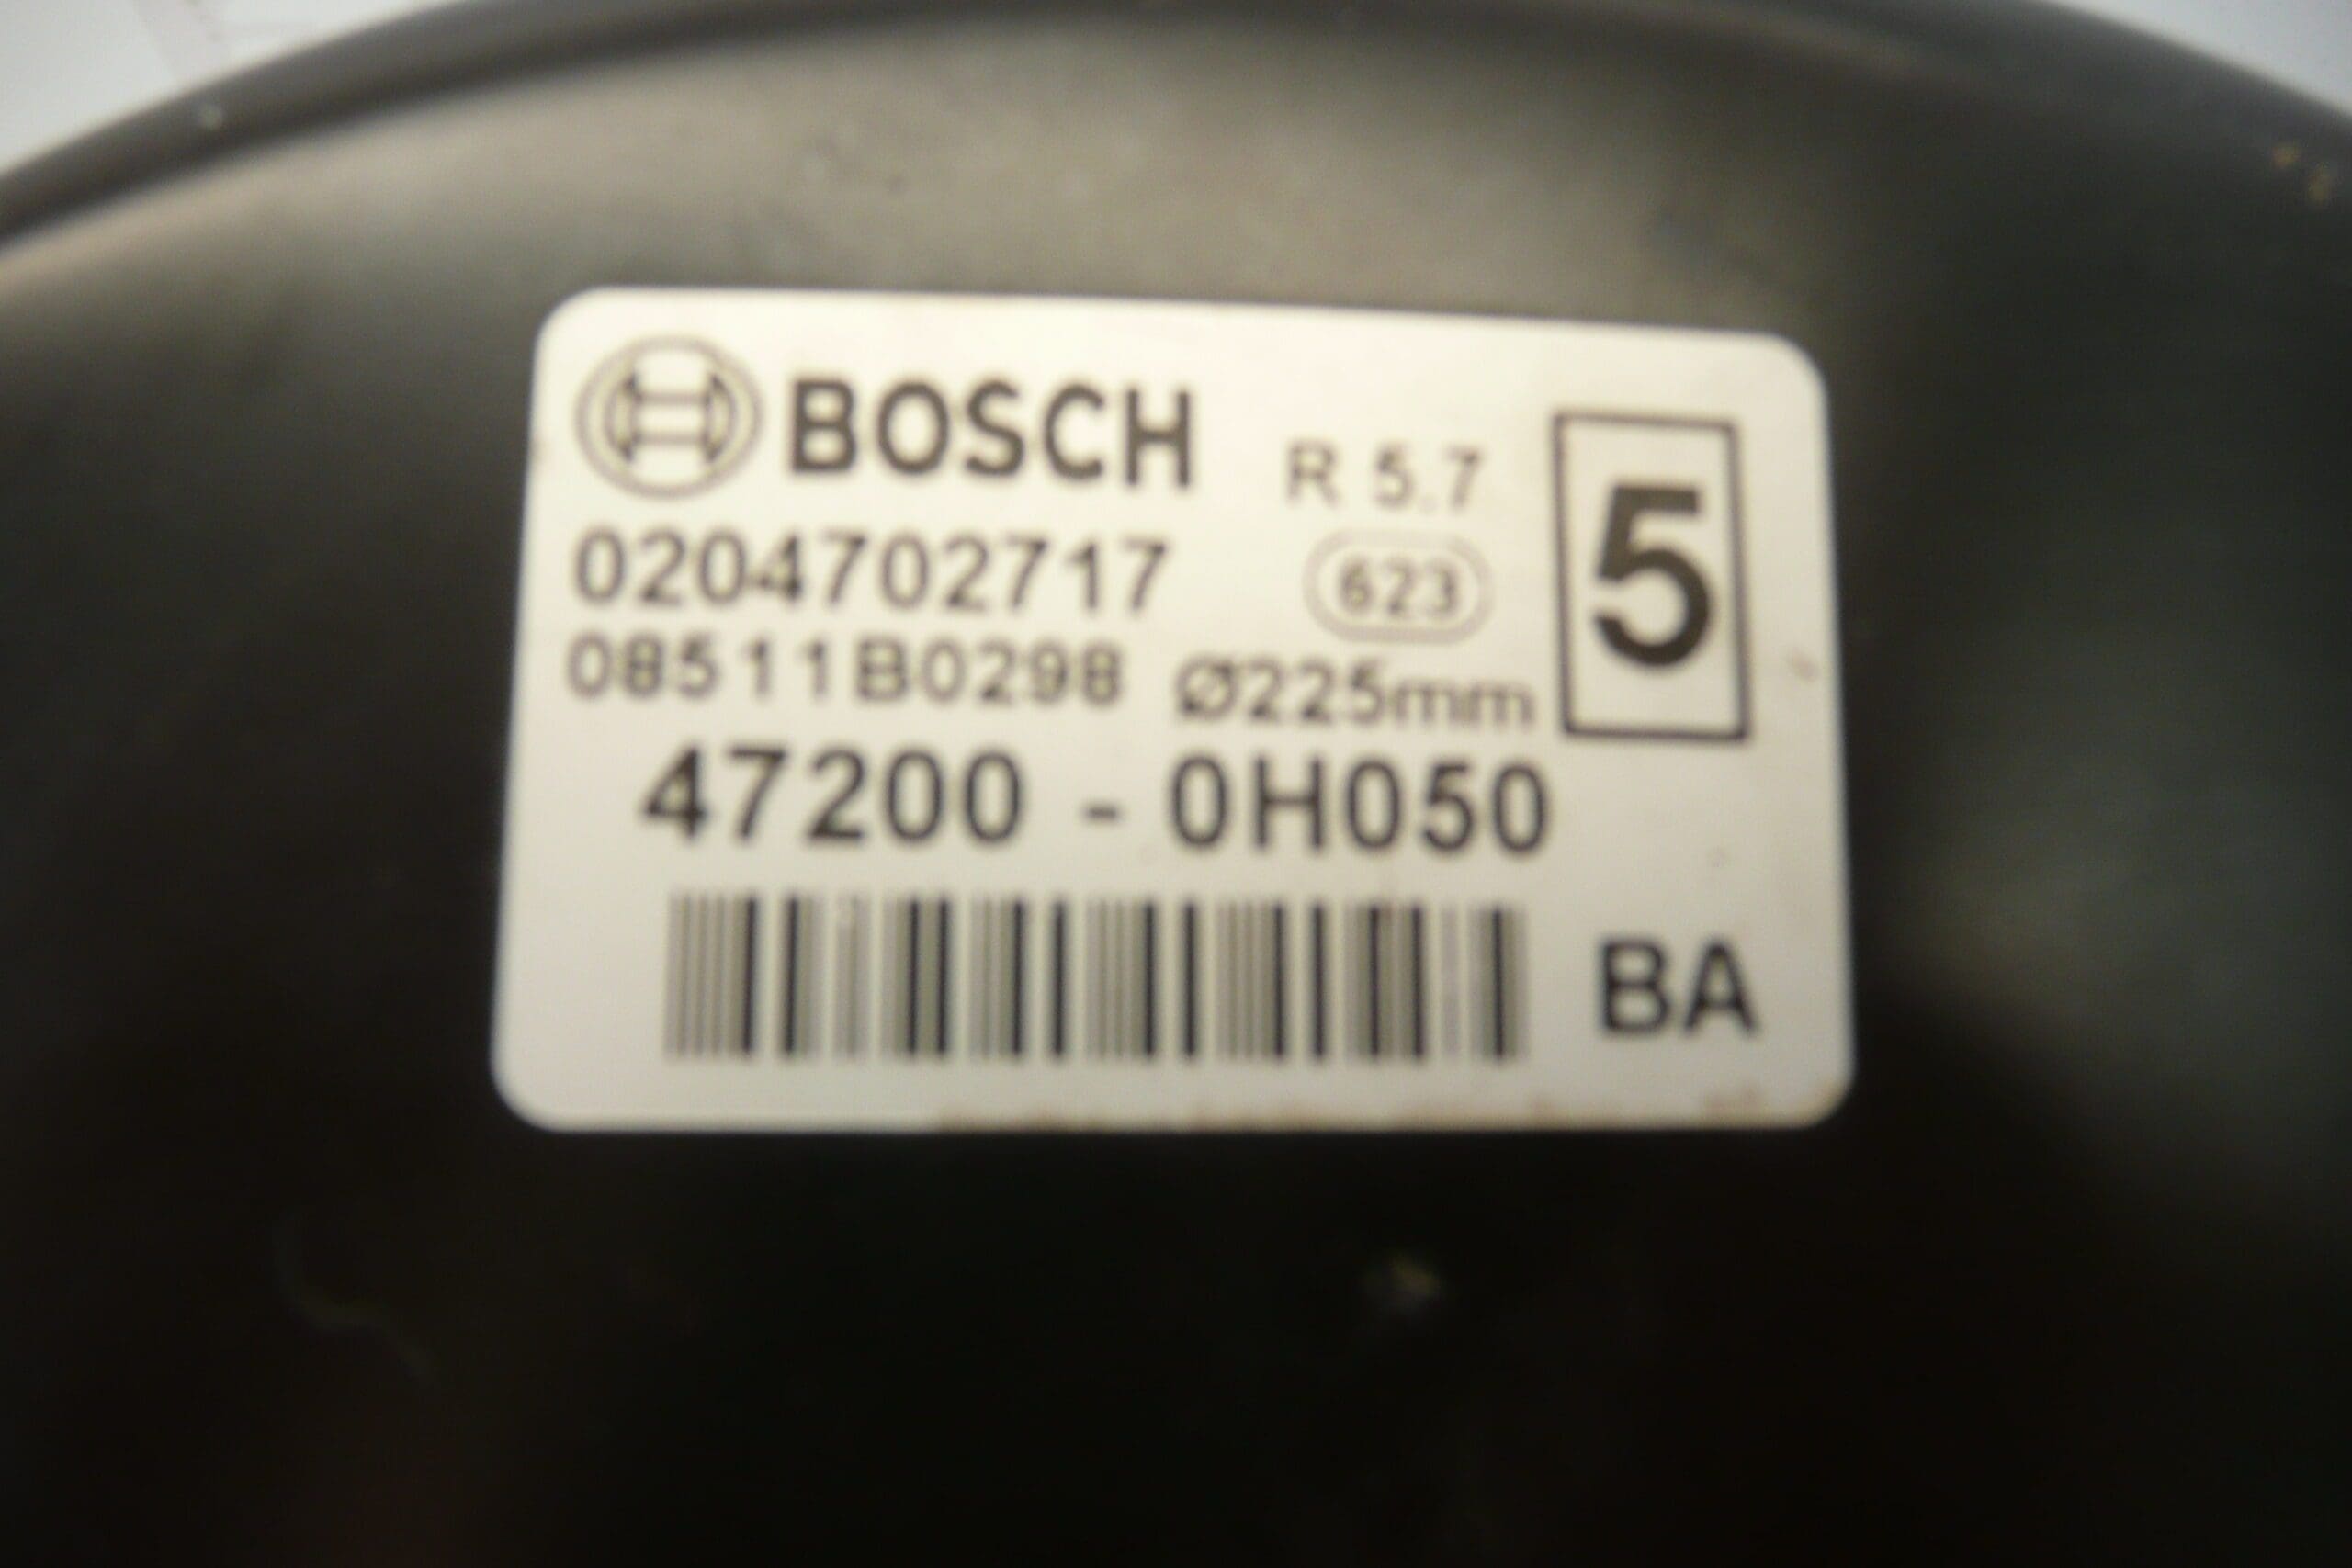 BOSCH R 5.7 5
0204702717 623
08511B0298 Ø225mm
47200 - 0H050
BA